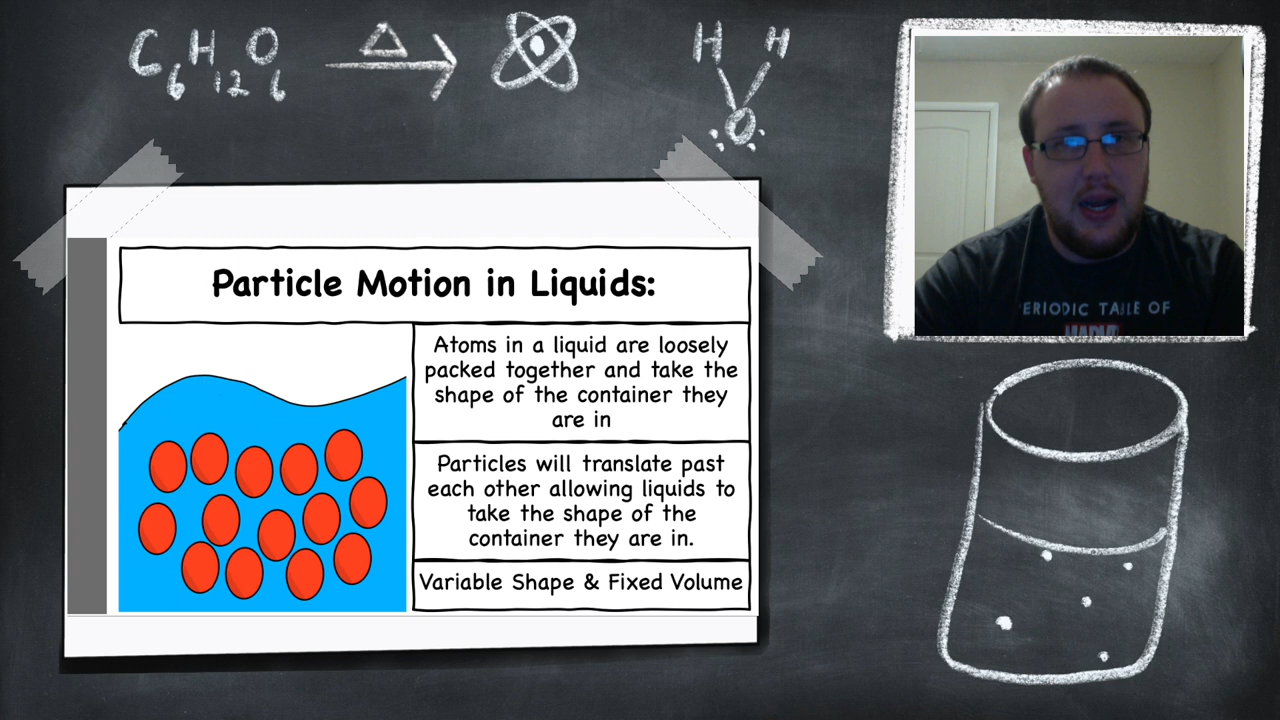 C6H12O6 △ →
H H
O
ERIODIC TABLE OF
MARVEL
Particle Motion in Liquids:
Atoms in a liquid are loosely
packed together and take the
shape of the container they
are in
Particles will translate past
each other allowing liquids to
take the shape of the
container they are in.
Variable Shape & Fixed Volume